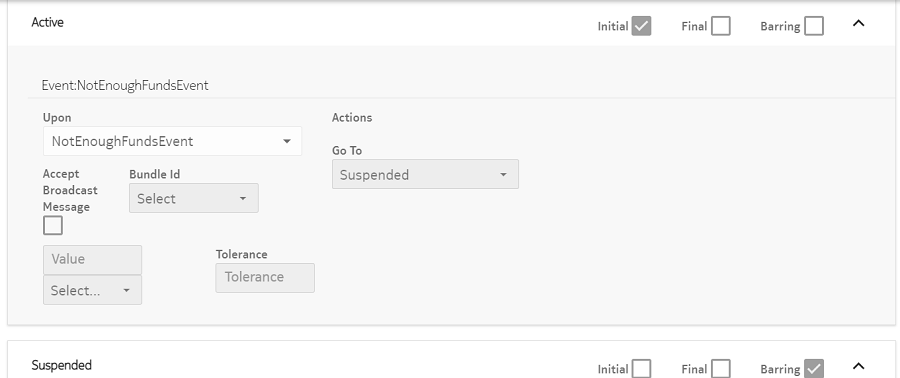 Active
Initial Final Barring
Event:NotEnoughFundsEvent
Upon
NotEnoughFundsEvent
Actions
Go To
Suspended
Accept
Broadcast
Message
Bundle Id
Select
Value
Select...
Tolerance
Tolerance
Suspended
Initial Final Barring